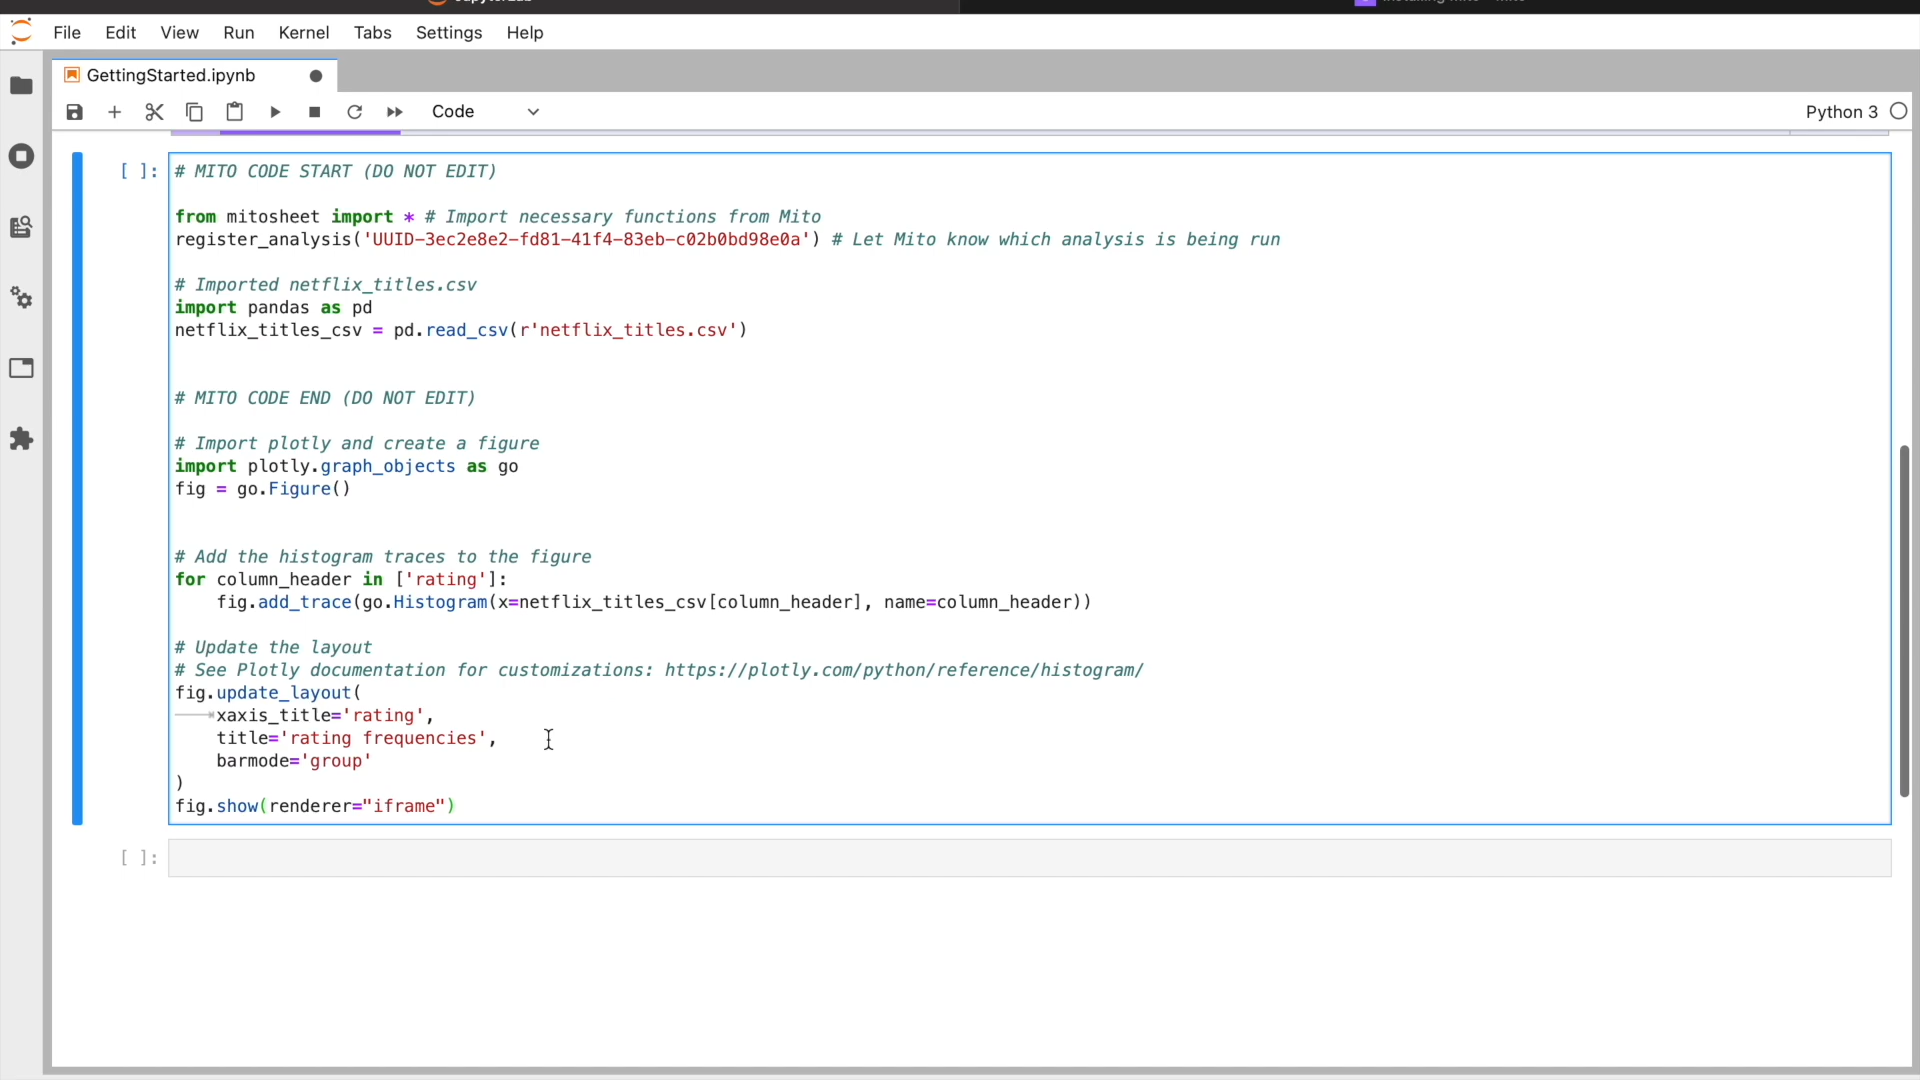 File Edit View Run Kernel Tabs Settings Help
GettingStarted.ipynb
Code
Python 3
[ ]:
# MITO CODE START (DO NOT EDIT)
from mitosheet import * # Import necessary functions from Mito
register_analysis('UUID-3ec2e8e2-fd81-41f4-83eb-c02b0bd98e0a') # Let Mito know which analysis is being run
# Imported netflix_titles.csv
import pandas as pd
netflix_titles_csv = pd.read_csv(r'netflix_titles.csv')
# MITO CODE END (DO NOT EDIT)
# Import plotly and create a figure
import plotly.graph_objects as go
fig = go.Figure()
# Add the histogram traces to the figure
for column_header in ['rating']:
    fig.add_trace(go.Histogram(x=netflix_titles_csv[column_header], name=column_header))
# Update the layout
# See Plotly documentation for customizations: https://plotly.com/python/reference/histogram/
fig.update_layout(
    xaxis_title='rating',
    title='rating frequencies',
    barmode='group'
)
fig.show(renderer="iframe")
[ ]: